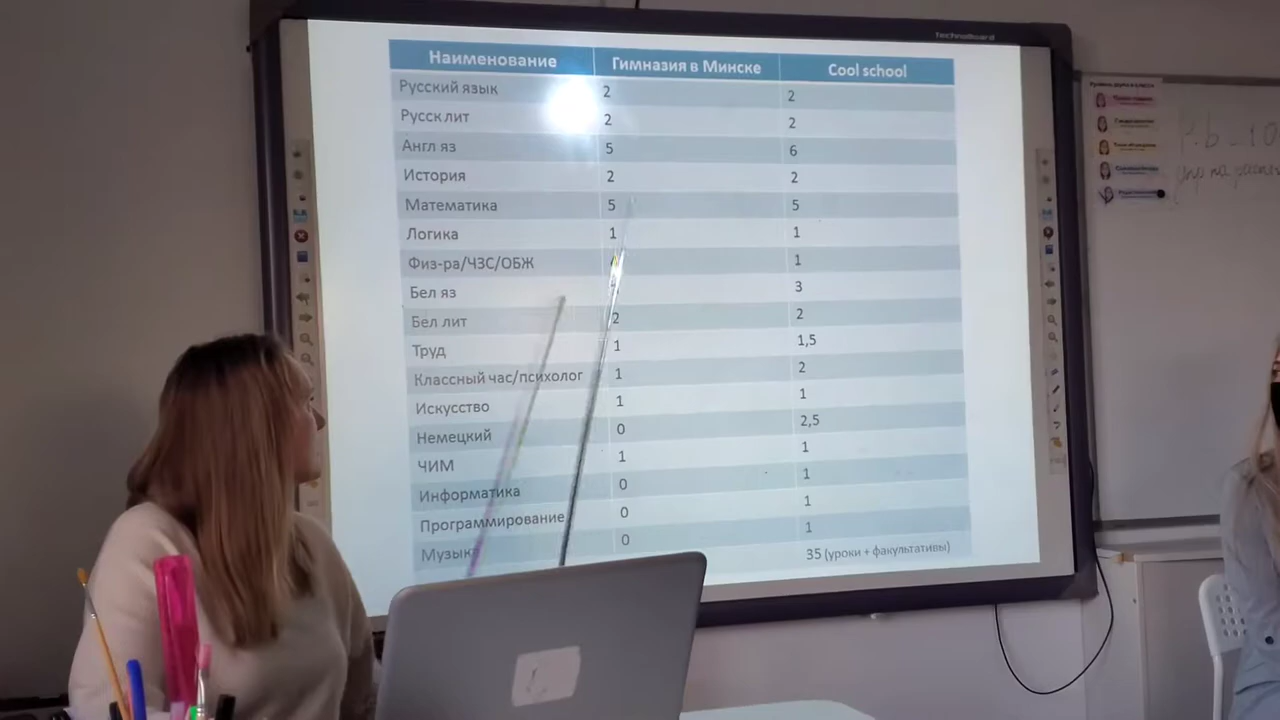 technoBoard
Наименование Гимназия в Минске Cool school
Русский язык 2 2
Русск лит 2 2
Англ яз 5 6
История 2 2
Математика 5 5
Логика 1 1
Физ-ра/ЧЗС/ОБЖ 1
Бел яз 3
Бел лит 2 2
Труд 1 1,5
Классный час/психолог 1 2
Искусство 1 1
Немецкий 0 2,5
ЧИМ 1 1
Информатика 0 1
Программирование 0 1
Музыка 0 1
35 (уроки + факультативы)